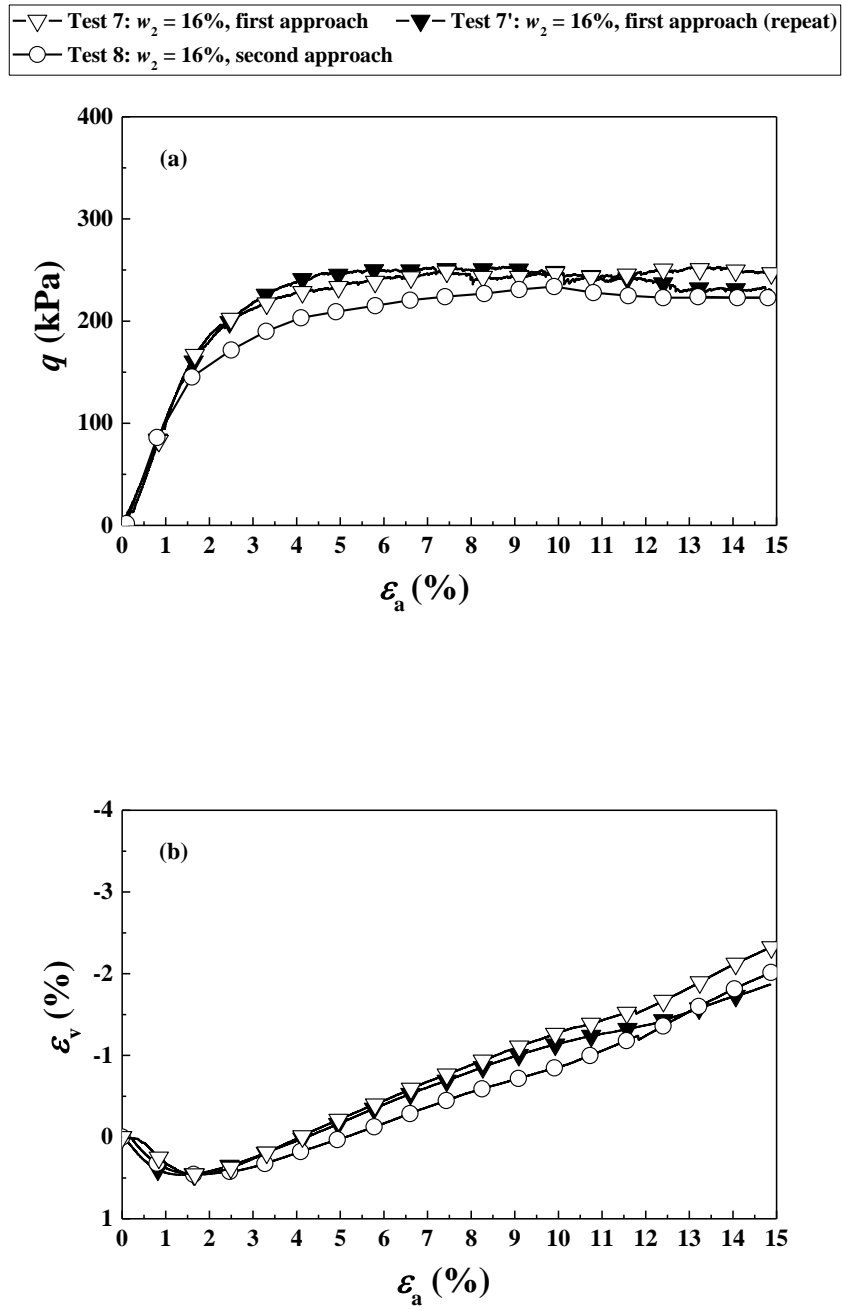 Test 7: w₂ = 16%, first approach
Test 7': w₂ = 16%, first approach (repeat)
Test 8: w₂ = 16%, second approach
400
300
200
100
0
(a)
q (kPa)
0 1 2 3 4 5 6 7 8 9 10 11 12 13 14 15
εₐ (%)
-4
-3
-2
-1
0
1
(b)
εᵥ (%)
0 1 2 3 4 5 6 7 8 9 10 11 12 13 14 15
εₐ (%)